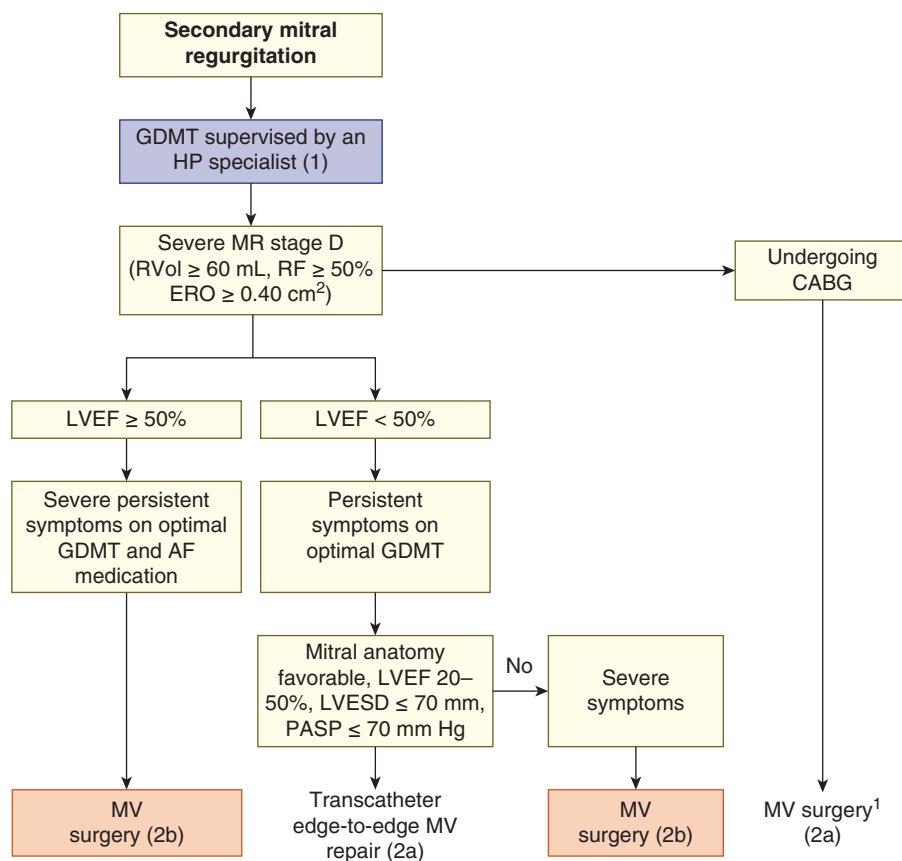 Secondary mitral
regurgitation
GDMT supervised by an
HP specialist (1)
Severe MR stage D
(RVol ≥ 60 mL, RF ≥ 50%
ERO ≥ 0.40 cm²)
Undergoing
CABG
LVEF ≥ 50%
LVEF < 50%
Severe persistent
symptoms on optimal
GDMT and AF
medication
Persistent
symptoms on
optimal GDMT
Mitral anatomy
favorable, LVEF 20–
50%, LVESD ≤ 70 mm,
PASP ≤ 70 mm Hg
No
Severe
symptoms
MV
surgery (2b)
Transcatheter
edge-to-edge MV
repair (2a)
MV
surgery (2b)
MV surgery¹
(2a)